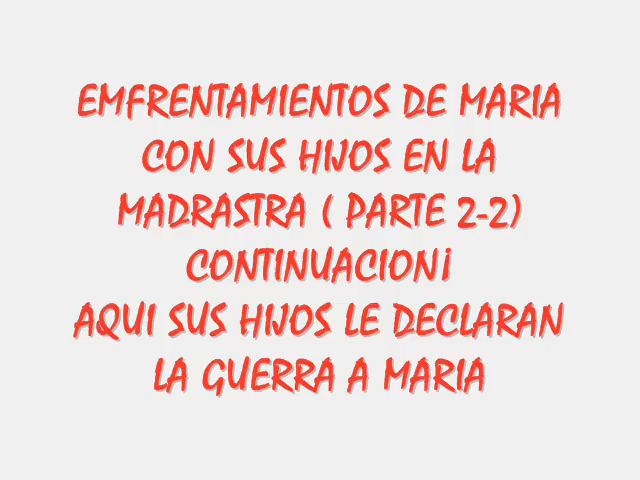 EMFRENTAMIENTOS DE MARIA
CON SUS HIJOS EN LA
MADRASTRA ( PARTE 2-2)
CONTINUACION¡
AQUI SUS HIJOS LE DECLARAN
LA GUERRA A MARIA